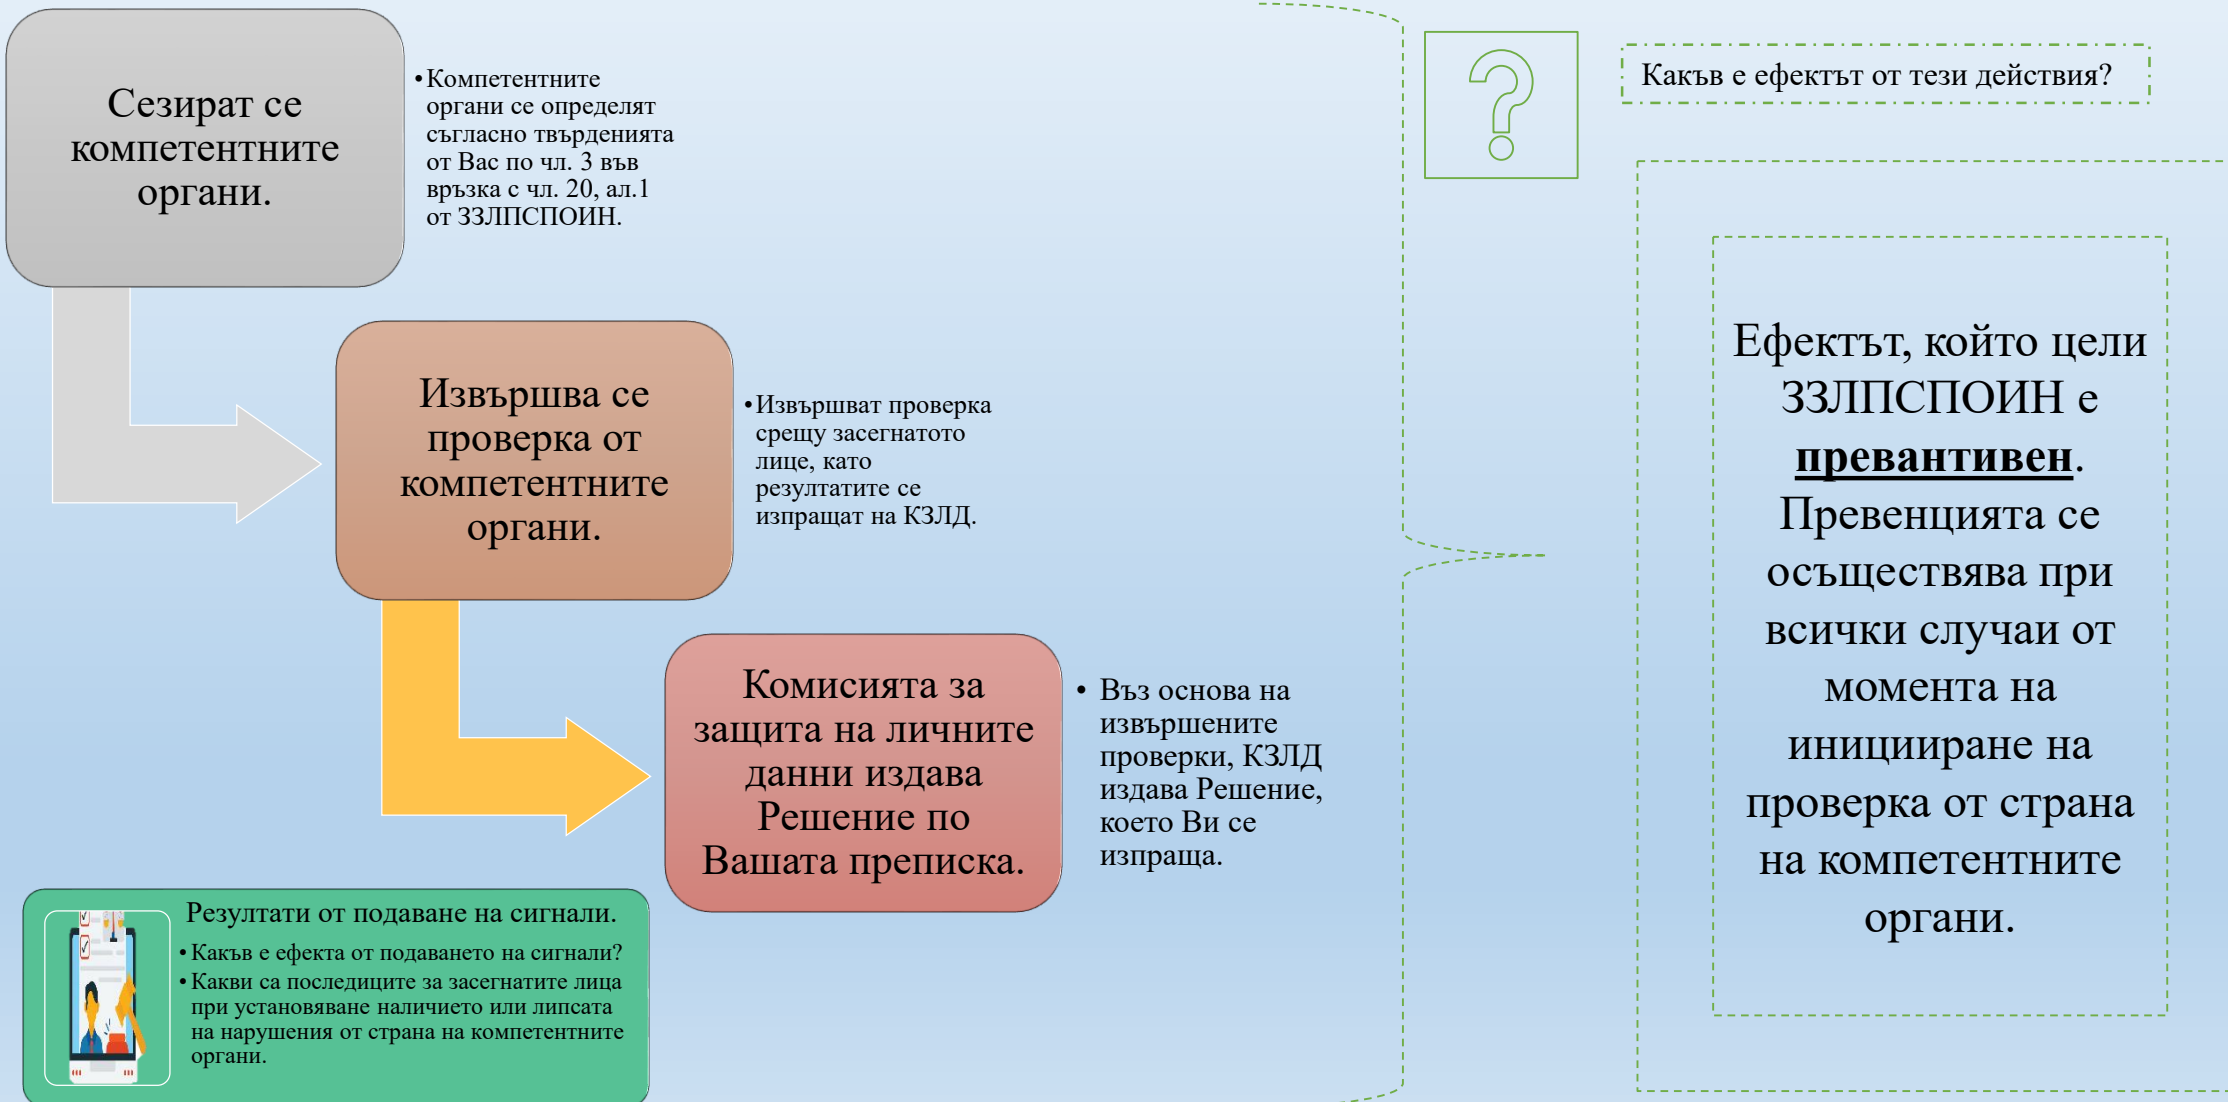 Сезират се
компетентните
органи.
•Компетентните
органи се определят
съгласно твърденията
от Вас по чл. 3 във
връзка с чл. 20, ал.1
от ЗЗЛПСПОИН.
Извършва се
проверка от
компетентните
органи.
•Извършват проверка
срещу засегнатото
лице, като
резултатите се
изпращат на КЗЛД.
Комисията за
защита на личните
данни издава
Решение по
Вашата преписка.
• Въз основа на
извършените
проверки, КЗЛД
издава Решение,
което Ви се
изпраща.
Резултати от подаване на сигнали.
•Какъв е ефекта от подаването на сигнали?
•Какви са последиците за засегнатите лица
при установяване наличието или липсата
на нарушения от страна на компетентните
органи.
?
Какъв е ефектът от тези действия?
Ефектът, който цели
ЗЗЛПСПОИН е
превантивен.
Превенцията се
осъществява при
всички случаи от
момента на
иницииране на
проверка от страна
на компетентните
органи.